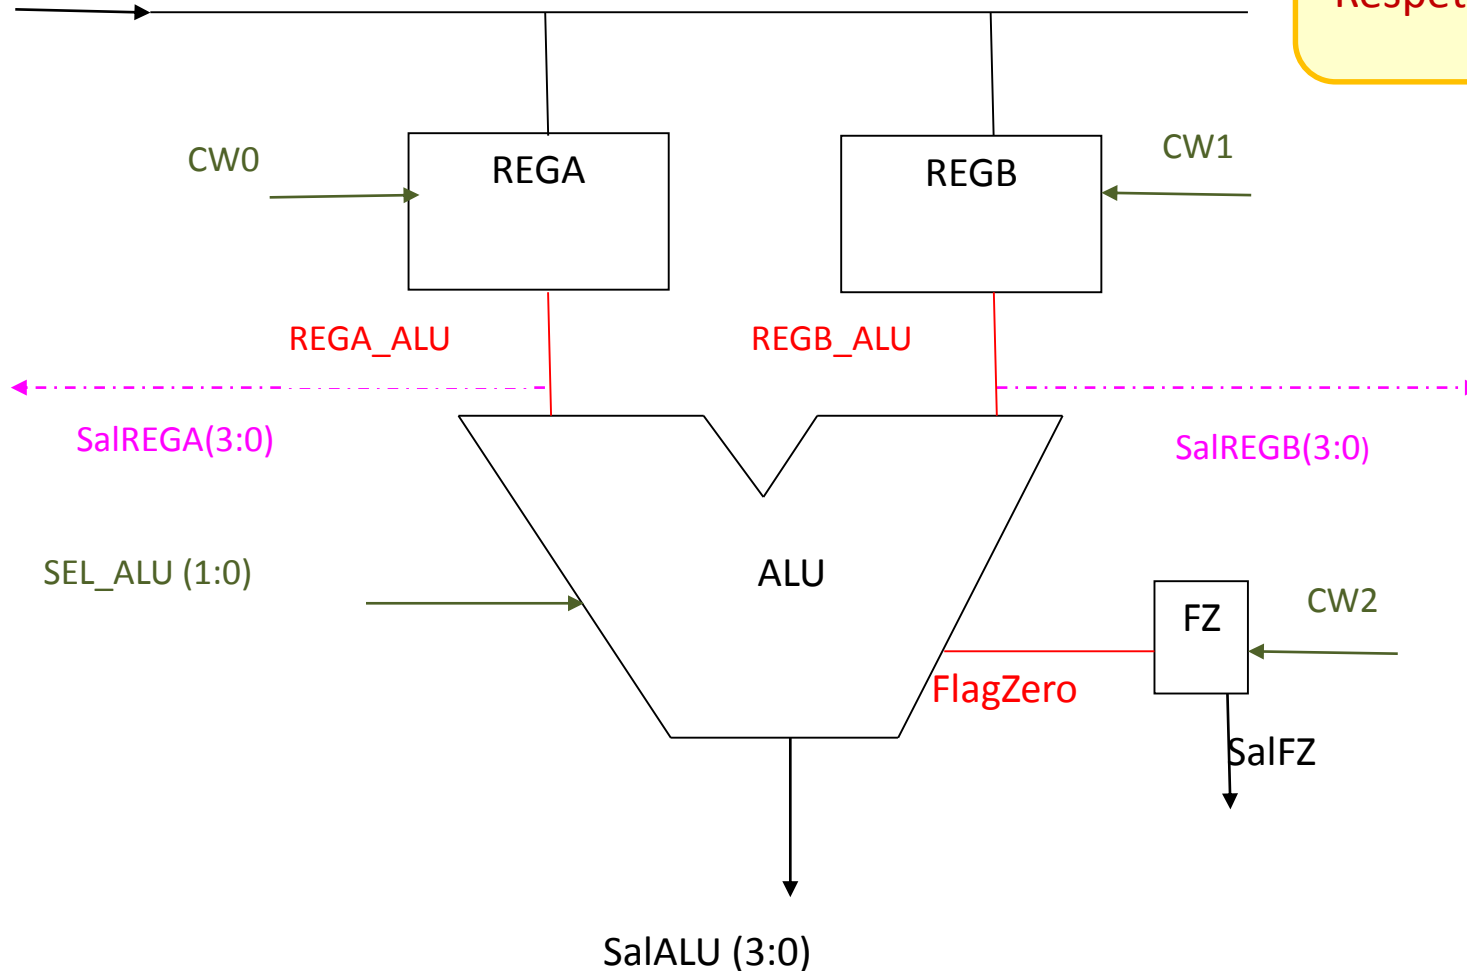 CW0
REGA
REGB
CW1
REGA_ALU
REGB_ALU
SalREGA(3:0)
SalREGB(3:0)
SEL_ALU (1:0)
ALU
FZ
CW2
FlagZero
SalFZ
SalALU (3:0)